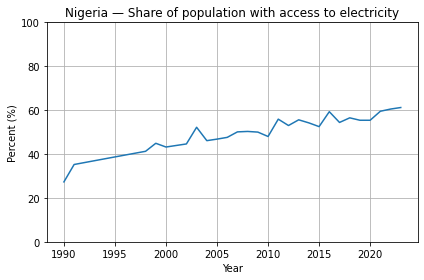 Nigeria — Share of population with access to electricity
Percent (%)
100
80
60
40
20
0
1990 1995 2000 2005 2010 2015 2020
Year